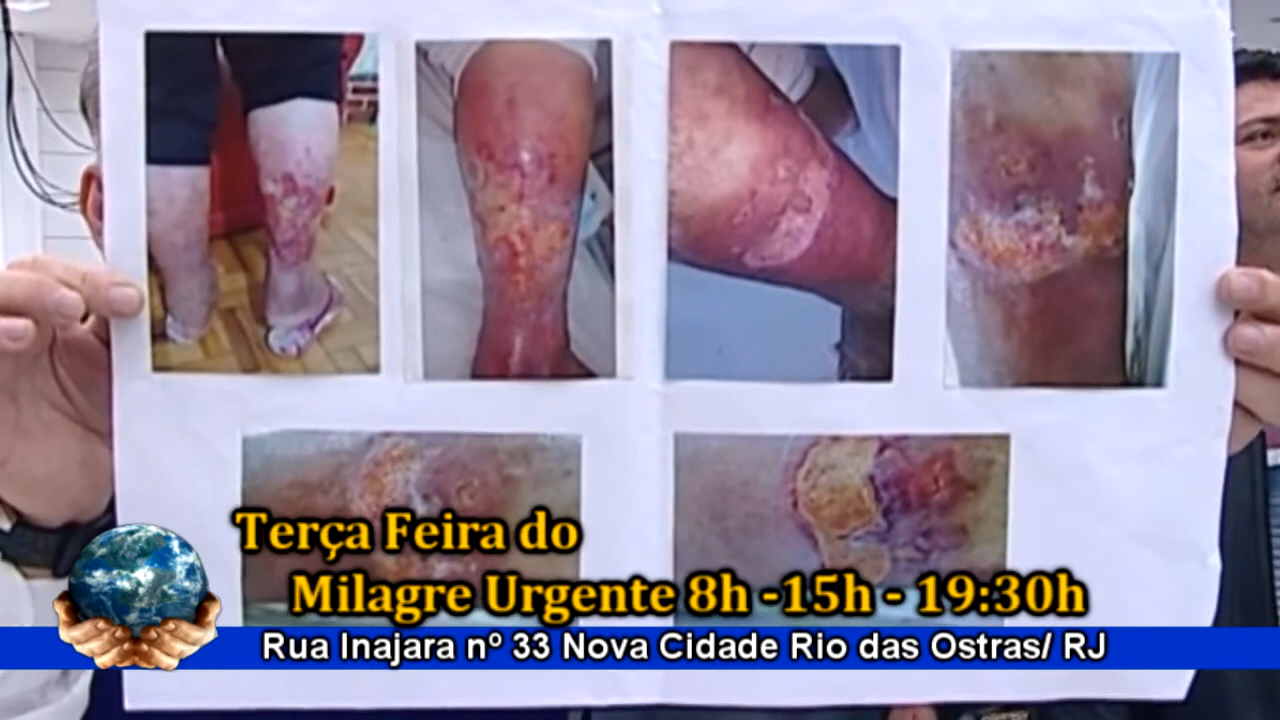 Terça Feira do
Milagre Urgente 8h -15h - 19:30h
Rua Inajara nº 33 Nova Cidade Rio das Ostras/ RJ